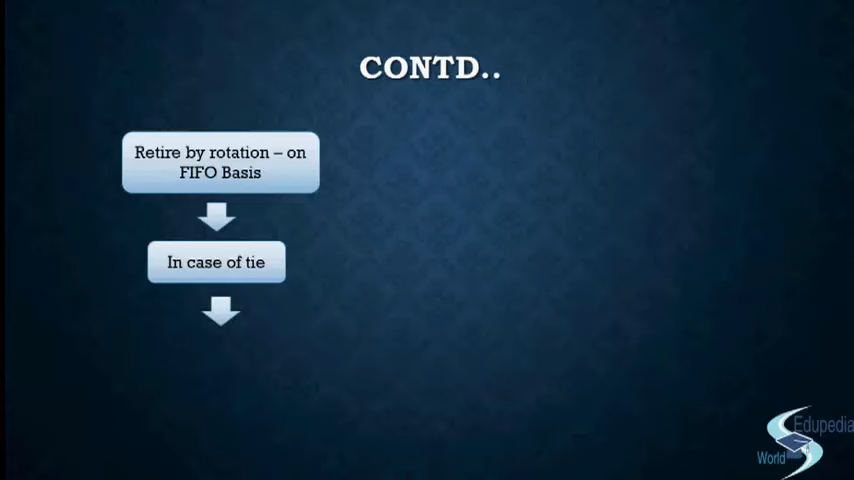 CONTD..
Retire by rotation – on
FIFO Basis
In case of tie
Edupedia
World